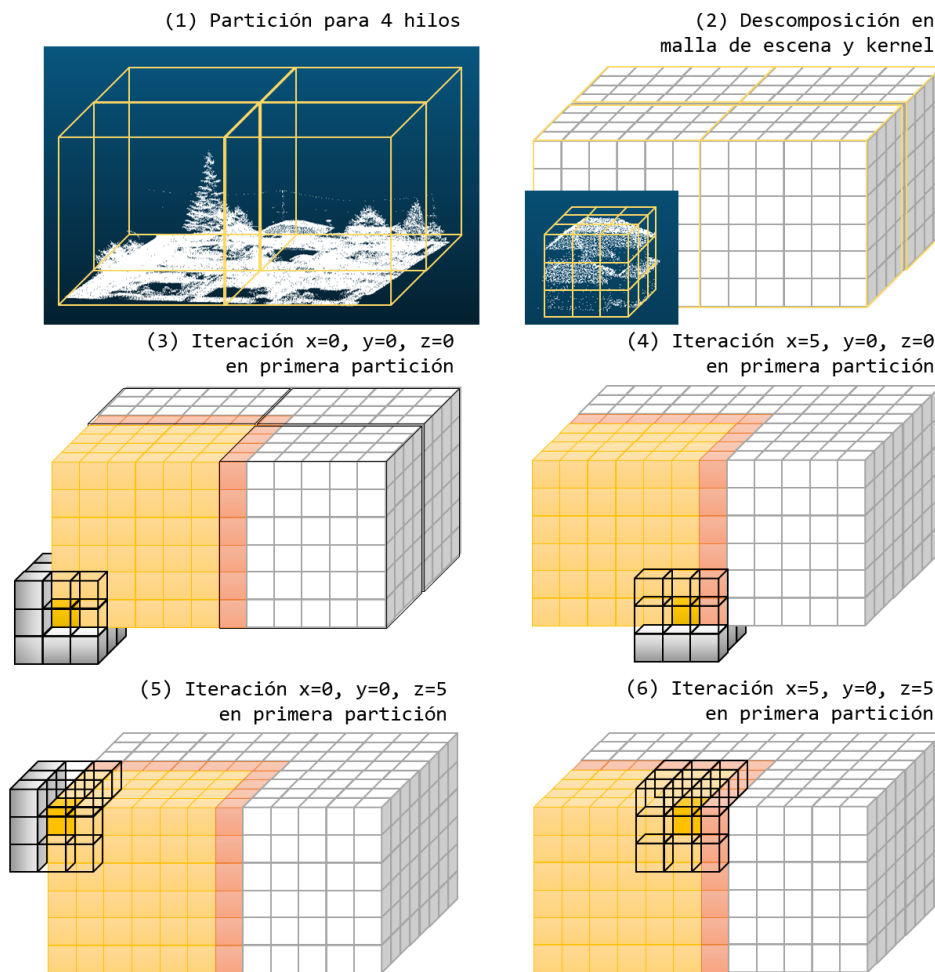 (1) Partición para 4 hilos
(2) Descomposición en
malla de escena y kernel
(3) Iteración x=0, y=0, z=0
en primera partición
(4) Iteración x=5, y=0, z=0
en primera partición
(5) Iteración x=0, y=0, z=5
en primera partición
(6) Iteración x=5, y=0, z=5
en primera partición